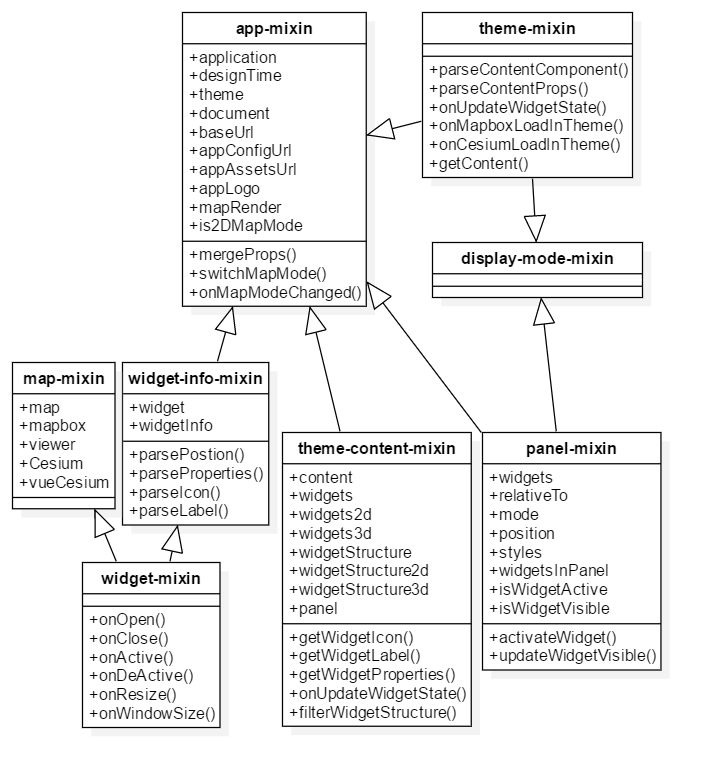 app-mixin
+application
+designTime
+theme
+document
+baseUrl
+appConfigUrl
+appAssetsUrl
+appLogo
+mapRender
+is2DMapMode
+mergeProps()
+switchMapMode()
+onMapModeChanged()
theme-mixin
+parseContentComponent()
+parseContentProps()
+onUpdateWidgetState()
+onMapboxLoadInTheme()
+onCesiumLoadInTheme()
+getContent()
display-mode-mixin
map-mixin
+map
+mapbox
+viewer
+Cesium
+vueCesium
widget-info-mixin
+widget
+widgetInfo
+parsePostion()
+parseProperties()
+parseIcon()
+parseLabel()
theme-content-mixin
+content
+widgets
+widgets2d
+widgets3d
+widgetStructure
+widgetStructure2d
+widgetStructure3d
+panel
+getWidgetIcon()
+getWidgetLabel()
+getWidgetProperties()
+onUpdateWidgetState()
+filterWidgetStructure()
panel-mixin
+widgets
+relativeTo
+mode
+position
+styles
+widgetsInPanel
+isWidgetActive
+isWidgetVisible
+activateWidget()
+updateWidgetVisible()
widget-mixin
+onOpen()
+onClose()
+onActive()
+onDeActive()
+onResize()
+onWindowSize()